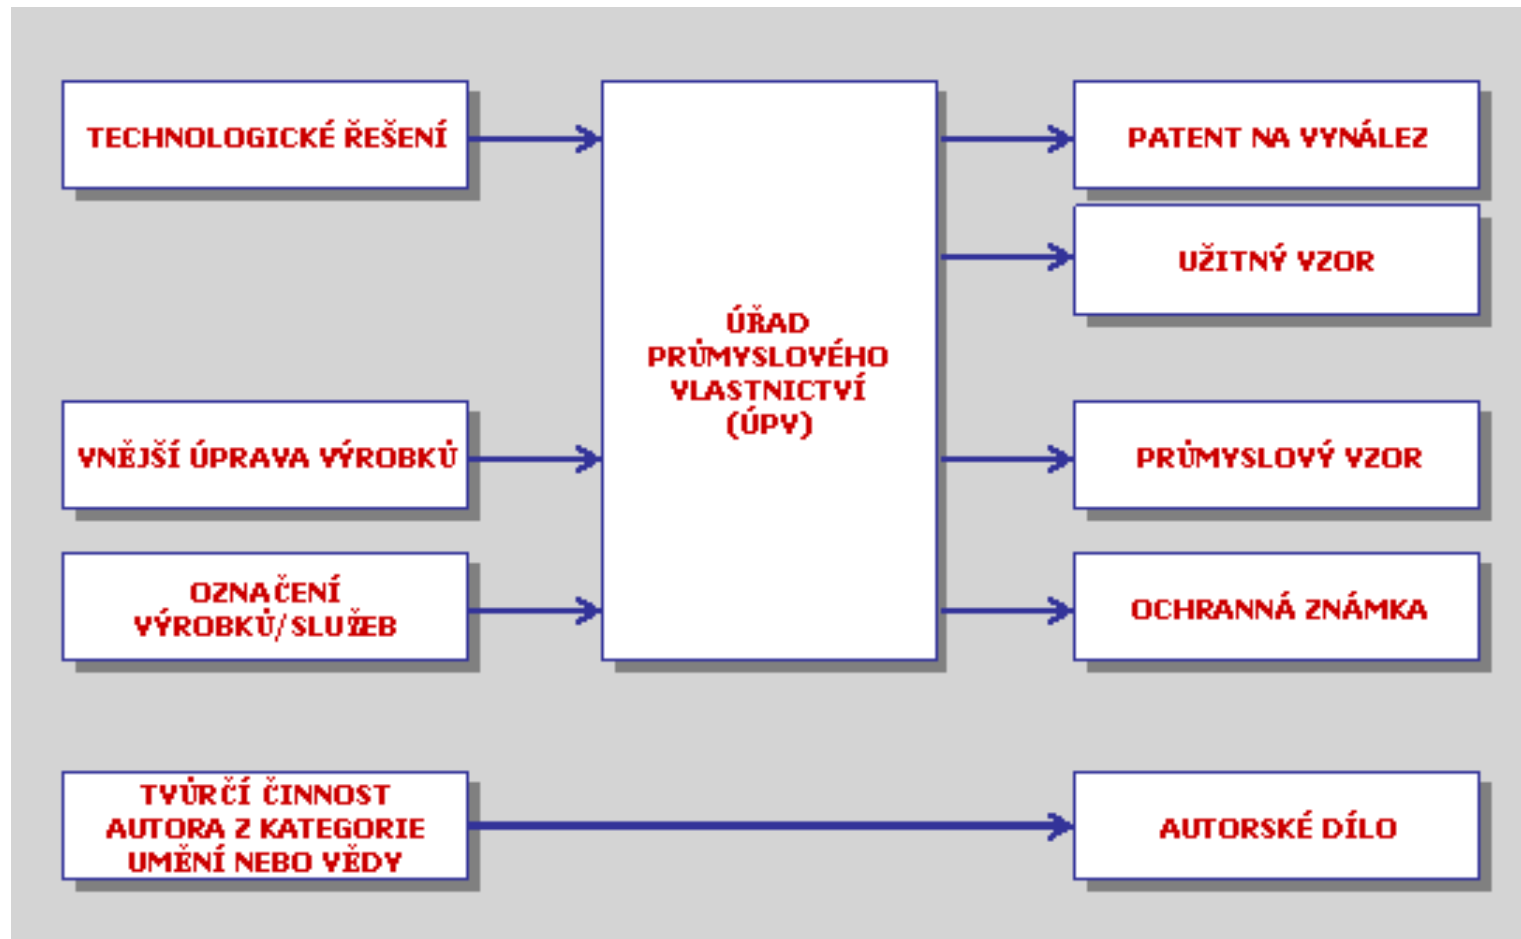 TECHNOLOGICKÉ ŘEŠENÍ
PATENT NA VYNÁLEZ
UŽITNÝ VZOR
ÚŘAD
PRŮMYSLOVÉHO
VLASTNICTVÍ
(ÚPV)
VNĚJŠÍ ÚPRAVA VÝROBKŮ
PRŮMYSLOVÝ VZOR
OZNAČENÍ
VÝROBKŮ/SLUŽEB
OCHRANNÁ ZNÁMKA
TVŮRČÍ ČINNOST
AUTORA Z KATEGORIE
UMĚNÍ NEBO VĚDY
AUTORSKÉ DÍLO